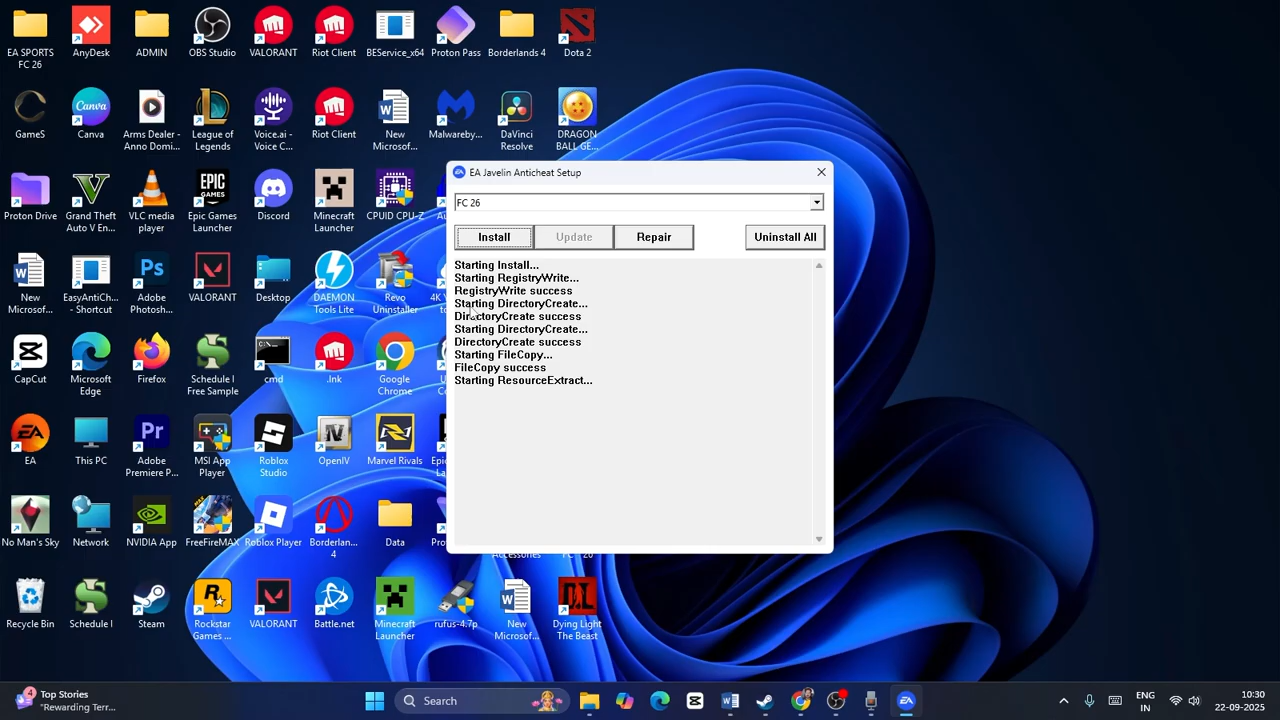 EA SPORTS
FC 26
AnyDesk
ADMIN
OBS Studio
VALORANT
Riot Client
BEService_x64
Proton Pass
Borderlands 4
Dota 2
GameS
Canva
Arms Dealer -
Anno Domi...
League of
Legends
Voice.ai -
Voice C...
Riot Client
New
Microsof...
Malwareby...
DaVinci
Resolve
DRAGON
BALL GE...
Proton Drive
Grand Theft
Auto V En...
VLC media
player
Epic Games
Launcher
Discord
Minecraft
Launcher
CPUID CPU-Z
New
Microsof...
EasyAntiCh...
- Shortcut
Adobe
Photosh...
VALORANT
Desktop
DAEMON
Tools Lite
Revo
Uninstaller
CapCut
Microsoft
Edge
Firefox
Schedule I
Free Sample
cmd
.lnk
Google
Chrome
EA
This PC
Adobe
Premiere P...
MSI App
Player
Roblox
Studio
OpenIV
Marvel Rivals
No Man's Sky
Network
NVIDIA App
FreeFireMAX
Roblox Player
Borderlan...
4
Data
Recycle Bin
Schedule I
Steam
Rockstar
Games ...
VALORANT
Battle.net
Minecraft
Launcher
rufus-4.7p
New
Microsof...
Dying Light
The Beast
EA Javelin Anticheat Setup
FC 26
Install
Update
Repair
Uninstall All
Starting Install...
Starting RegistryWrite...
RegistryWrite success
Starting DirectoryCreate...
DirectoryCreate success
Starting DirectoryCreate...
DirectoryCreate success
Starting FileCopy...
FileCopy success
Starting ResourceExtract...
4
Top Stories
"Rewarding Terr...
Search
ENG
IN
10:30
22-09-2025